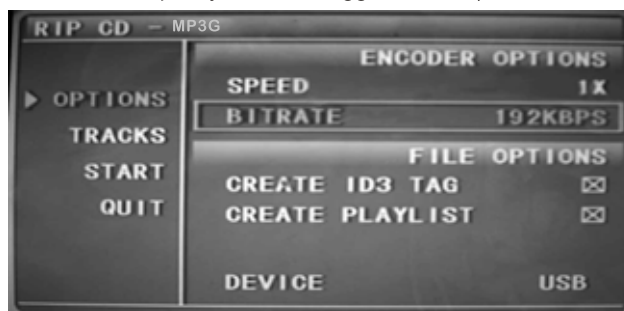 RIP CD - MP3G
ENCODER OPTIONS
SPEED 1X
BITRATE 192KBPS
FILE OPTIONS
CREATE ID3 TAG
CREATE PLAYLIST
DEVICE USB
OPTIONS
TRACKS
START
QUIT